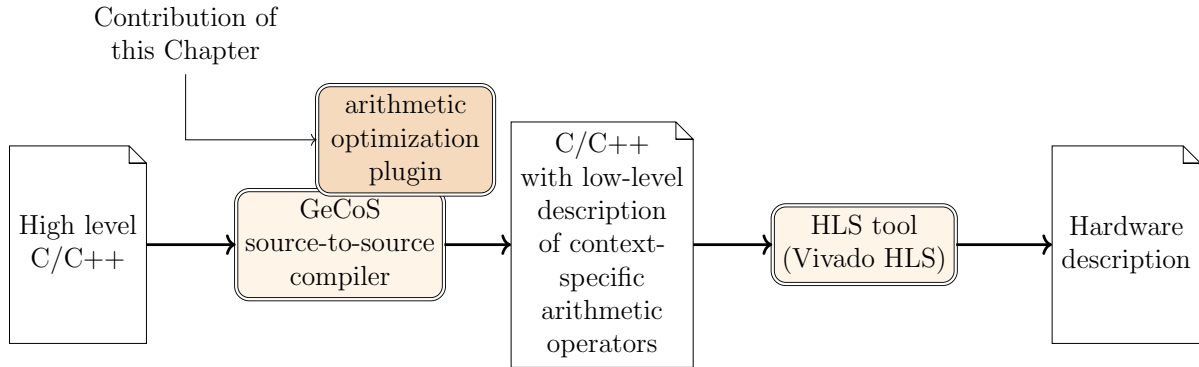 Contribution of
this Chapter
arithmetic
optimization
plugin
High level
C/C++
GeCoS
source-to-source
compiler
C/C++
with low-level
description
of context-
specific
arithmetic
operators
HLS tool
(Vivado HLS)
Hardware
description